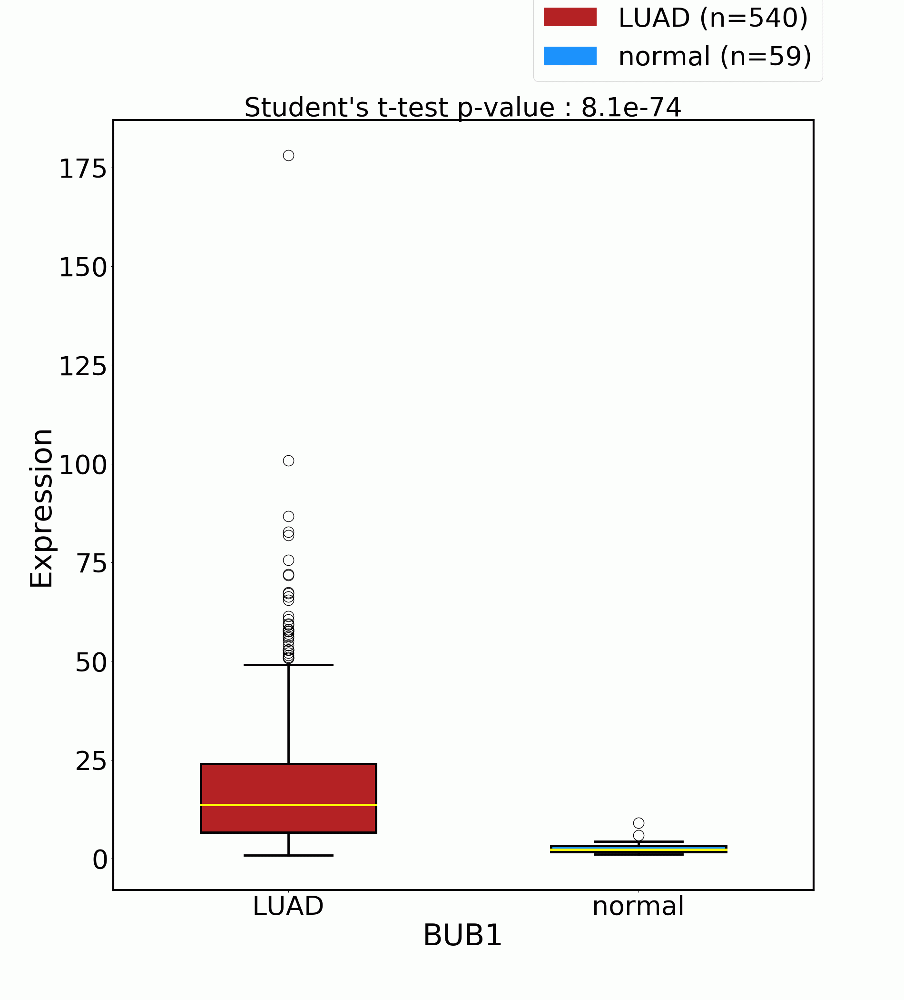 LUAD (n=540)
normal (n=59)
Student's t-test p-value : 8.1e-74
175
150
125
100
75
50
25
0
Expression
LUAD
normal
BUB1